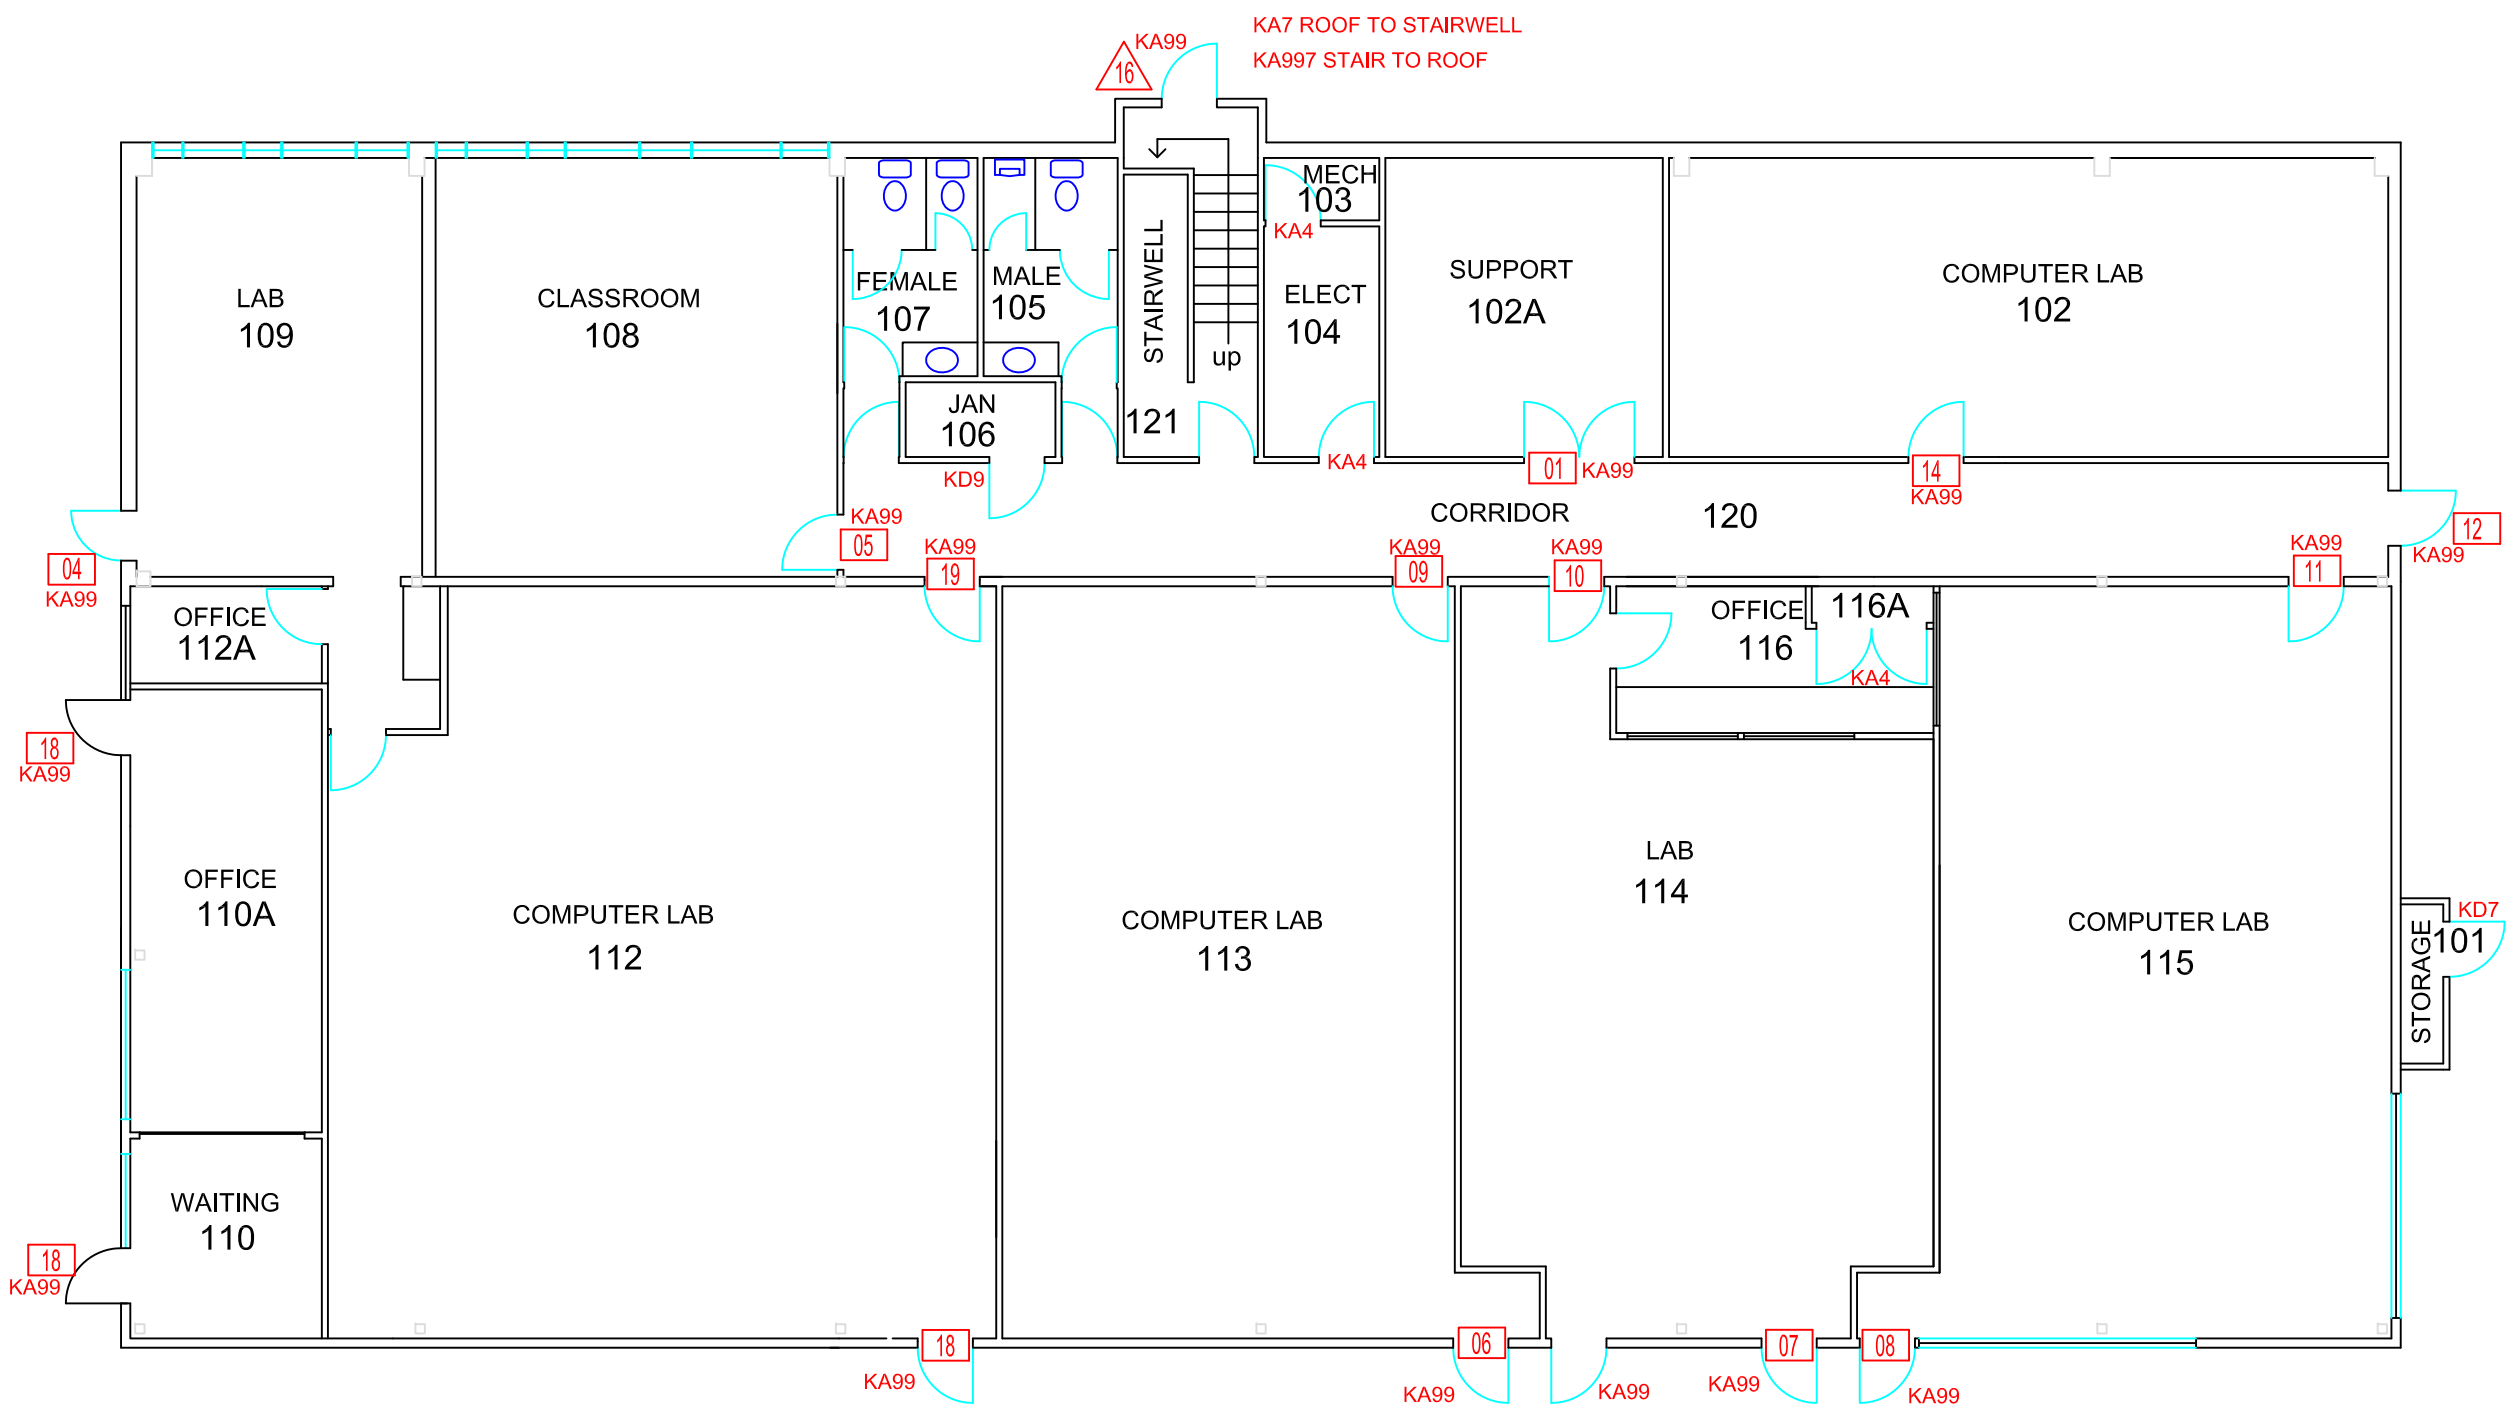 KA7 ROOF TO STAIRWELL
KA99
16
KA997 STAIR TO ROOF
MECH
103
KA4
STAIRWELL
up
121
FEMALE
107
MALE
105
LAB
109
CLASSROOM
108
ELECT
104
SUPPORT
102A
COMPUTER LAB
102
JAN
106
KD9
KA4
01
KA99
14
KA99
CORRIDOR
120
12
KA99
KA99
05
04
KA99
KA99
19
KA99
09
KA99
10
KA99
11
OFFICE
112A
OFFICE
116
116A
KA4
18
KA99
OFFICE
110A
COMPUTER LAB
112
COMPUTER LAB
113
LAB
114
COMPUTER LAB
115
KD7
101
STORAGE
WAITING
110
18
KA99
18
KA99
06
KA99
KA99
07
KA99
08
KA99